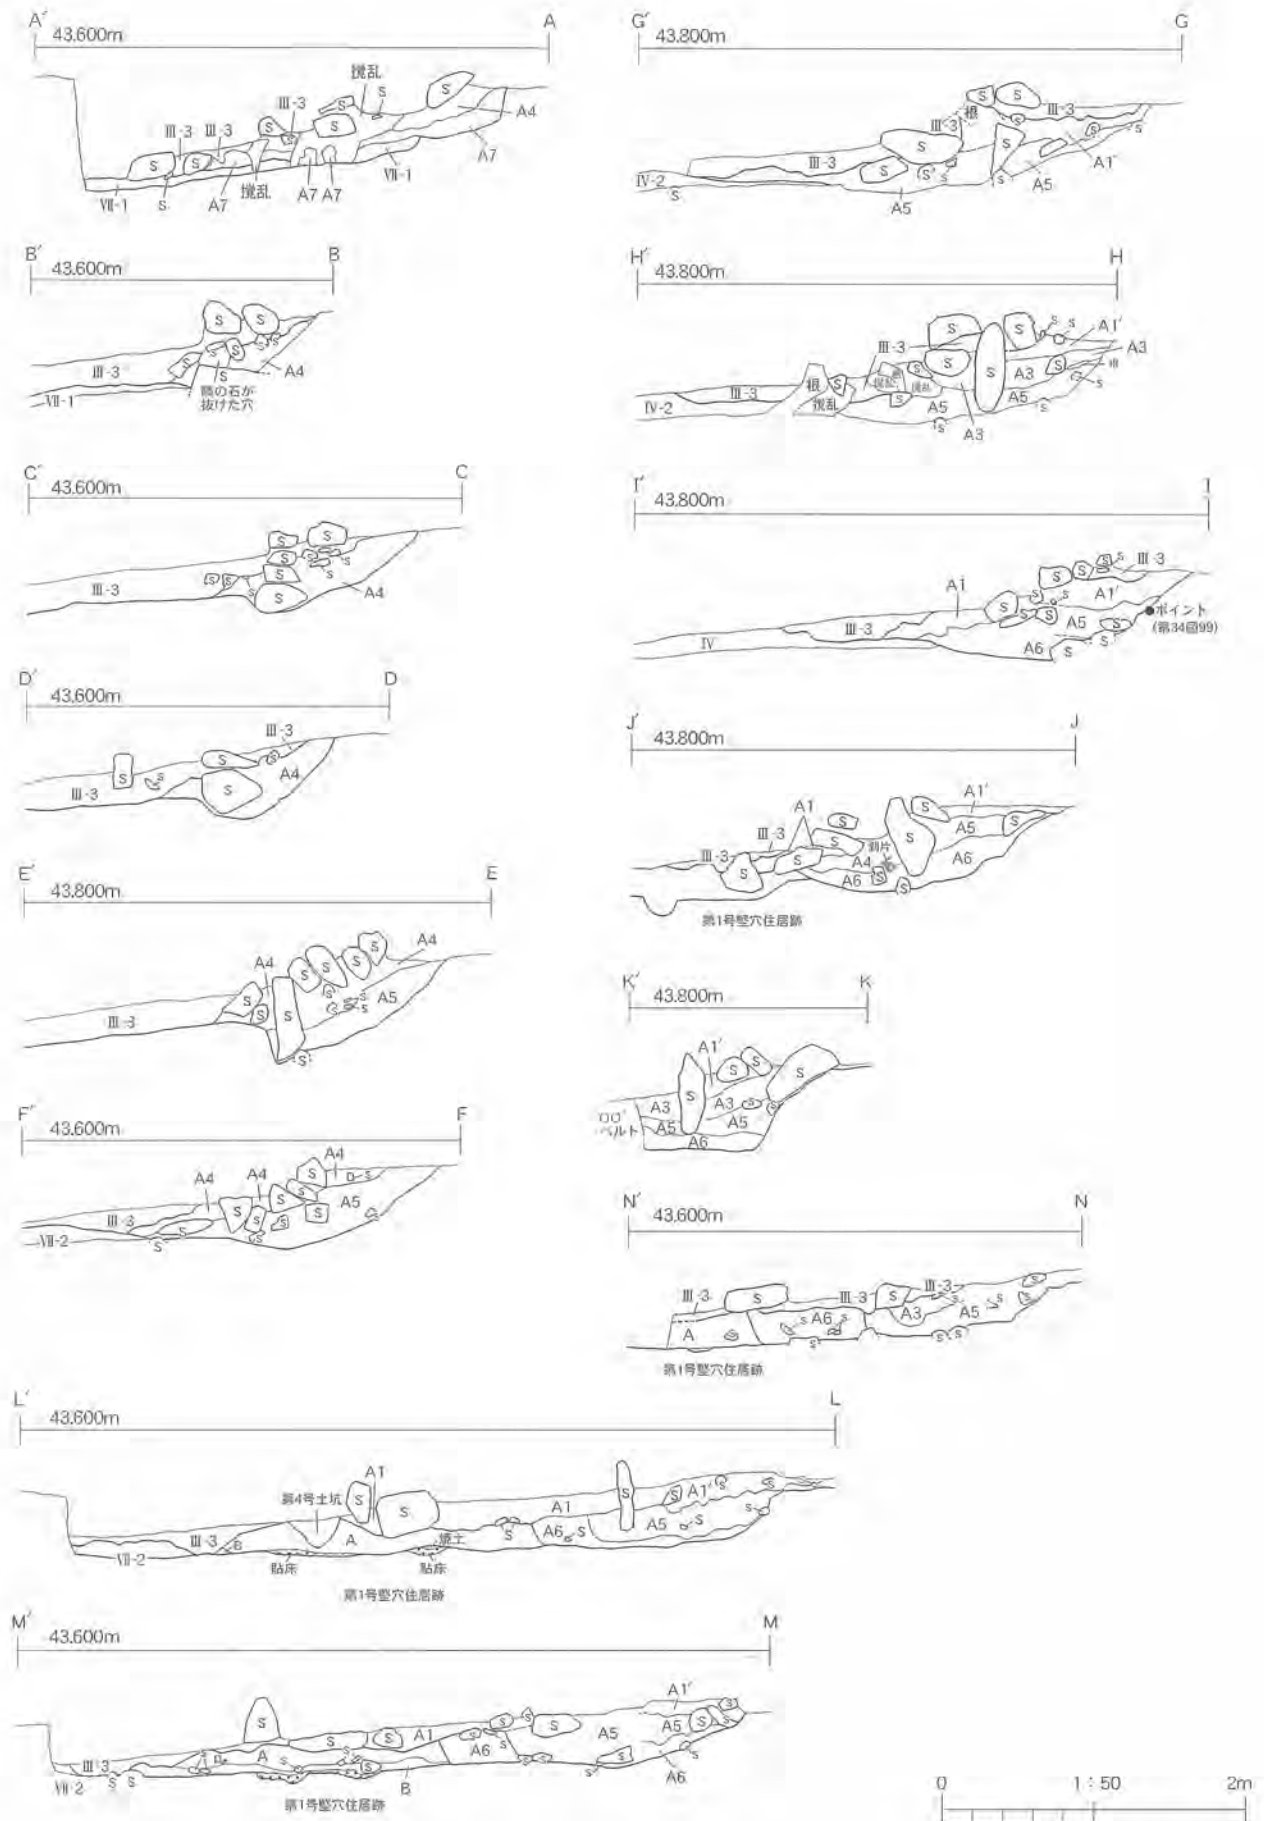 A′ A
43.600m
攪乱
S
III-3
S
S
A4
III-3 III-3
S
S
S
A7
S
S
VII-1
攪乱
A7 A7
VII-1
S
A7
B′ B
43.600m
S S
S
S
S
III-3
A4
S
隣の石が
抜けた穴
VII-1
C′ C
43.600m
S S
S S S
S
S S
S
III-3
S
S
A4
D′ D
43.600m
III-3
S
S
A4
III-3
S
E′ E
43.800m
A4
S
A4
S
S
S
A5
III-3
S
F′ F
43.600m
A4
A4
A4
S
S
A5
III-3
S
VII-2
S
G′ G
43.800m
S S
根
III-3
III-3
S
S
A1′
III-3
S
S
A5
IV-2
S
A5
H′ H
43.800m
S
S
A1′
III-3
A3
S
S
A3
S
根
III-3
攪乱
攪乱
A5
A5
IV-2
攪乱
S
A3
I′ I
43.800m
III-3
A1
A1′
●ポイント
(第34図99)
III-3
A5
IV
A6
S
S
J′ J
43.800m
A1′
A1
S
A5
III-3
III-3
S
A4
A6
A6
第1号竪穴住居跡
K′ K
43.800m
A1′
S
S
A3
A3
A5
A5
ベルト
A6
N′ N
43.600m
III-3
S
III-3
S
III-3
A3
A5
A
A6
S
第1号竪穴住居跡
L′ L
43.600m
A1
第4号土坑
S
S
S
A1′
A1
III-3
B
A
焼土
A6
S
A5
VII-2
貼床
貼床
第1号竪穴住居跡
M′ M
43.600m
A1′
S
A1
S
A5
A5
S
A
A6
III-3
VII-2
S S
B
A6
第1号竪穴住居跡
0 1:50 2m